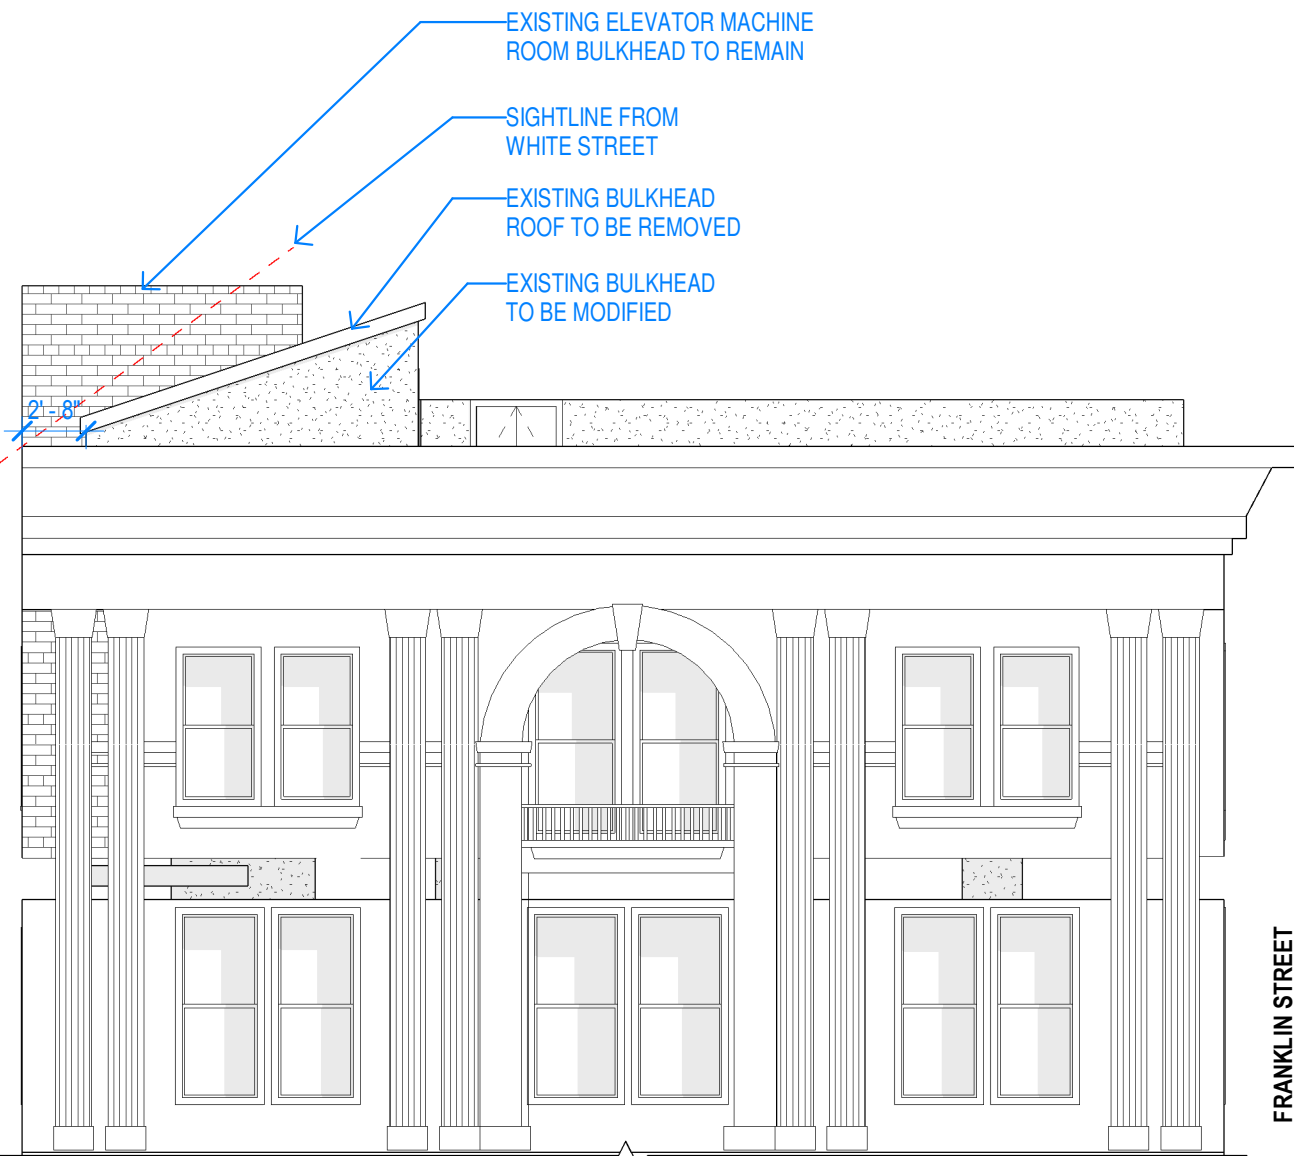 EXISTING ELEVATOR MACHINE
ROOM BULKHEAD TO REMAIN
SIGHTLINE FROM
WHITE STREET
EXISTING BULKHEAD
ROOF TO BE REMOVED
EXISTING BULKHEAD
TO BE MODIFIED
2' - 8"
FRANKLIN STREET